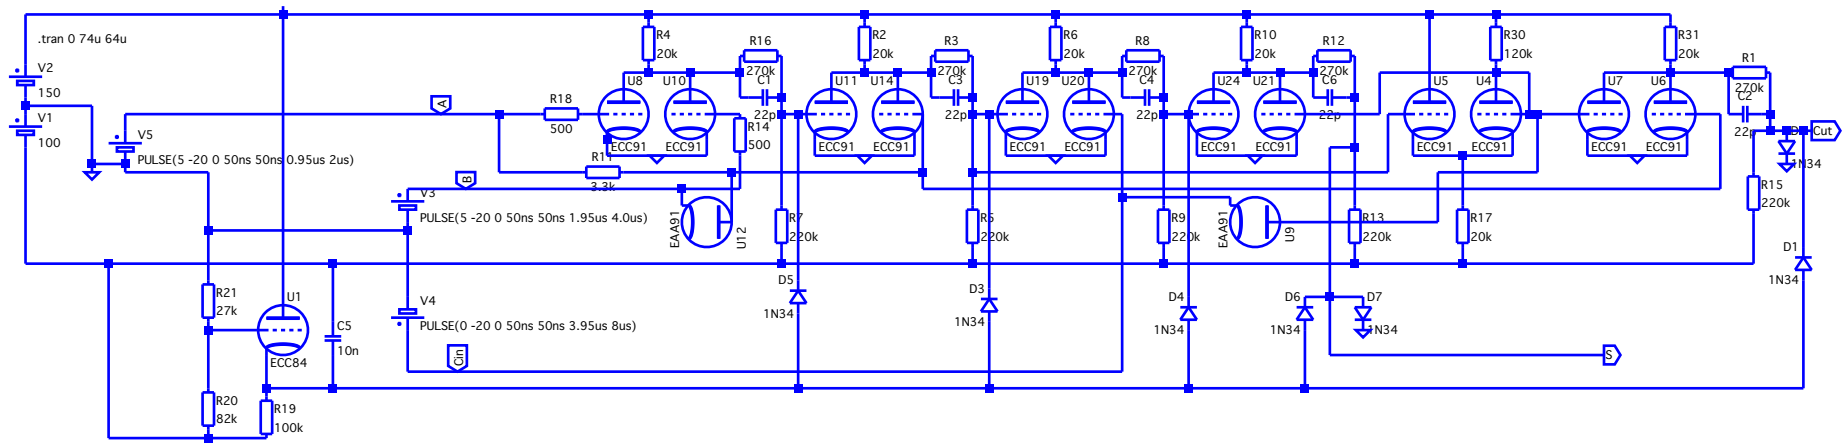 .tran 0 74u 64u
V2
150
V1
100
V5
PULSE(5 -20 0 50ns 50ns 0.95us 2us)
A
R18
500
R11
3.3k
B
V3
PULSE(5 -20 0 50ns 50ns 1.95us 4.0us)
V4
PULSE(0 -20 0 50ns 50ns 3.95us 8us)
Cin
R21
27k
R20
82k
R19
100k
U1
ECC84
C5
10n
R4
20k
U8
ECC91
U10
ECC91
R16
270k
C1
22p
R14
500
EAA91
U12
R7
220k
D5
1N34
R2
20k
U11
ECC91
U14
ECC91
R3
270k
C3
22p
R5
220k
D3
1N34
R6
20k
U19
ECC91
U20
ECC91
R8
270k
C4
22p
R9
220k
D4
1N34
R10
20k
U24
ECC91
U21
ECC91
R12
270k
C6
22p
EAA91
U9
R13
220k
D6
1N34
D7
1N34
S
U5
ECC91
R30
120k
U4
ECC91
R17
20k
U7
ECC91
R31
20k
U6
ECC91
R1
270k
C2
22p
1N34
Cut
R15
220k
D1
1N34